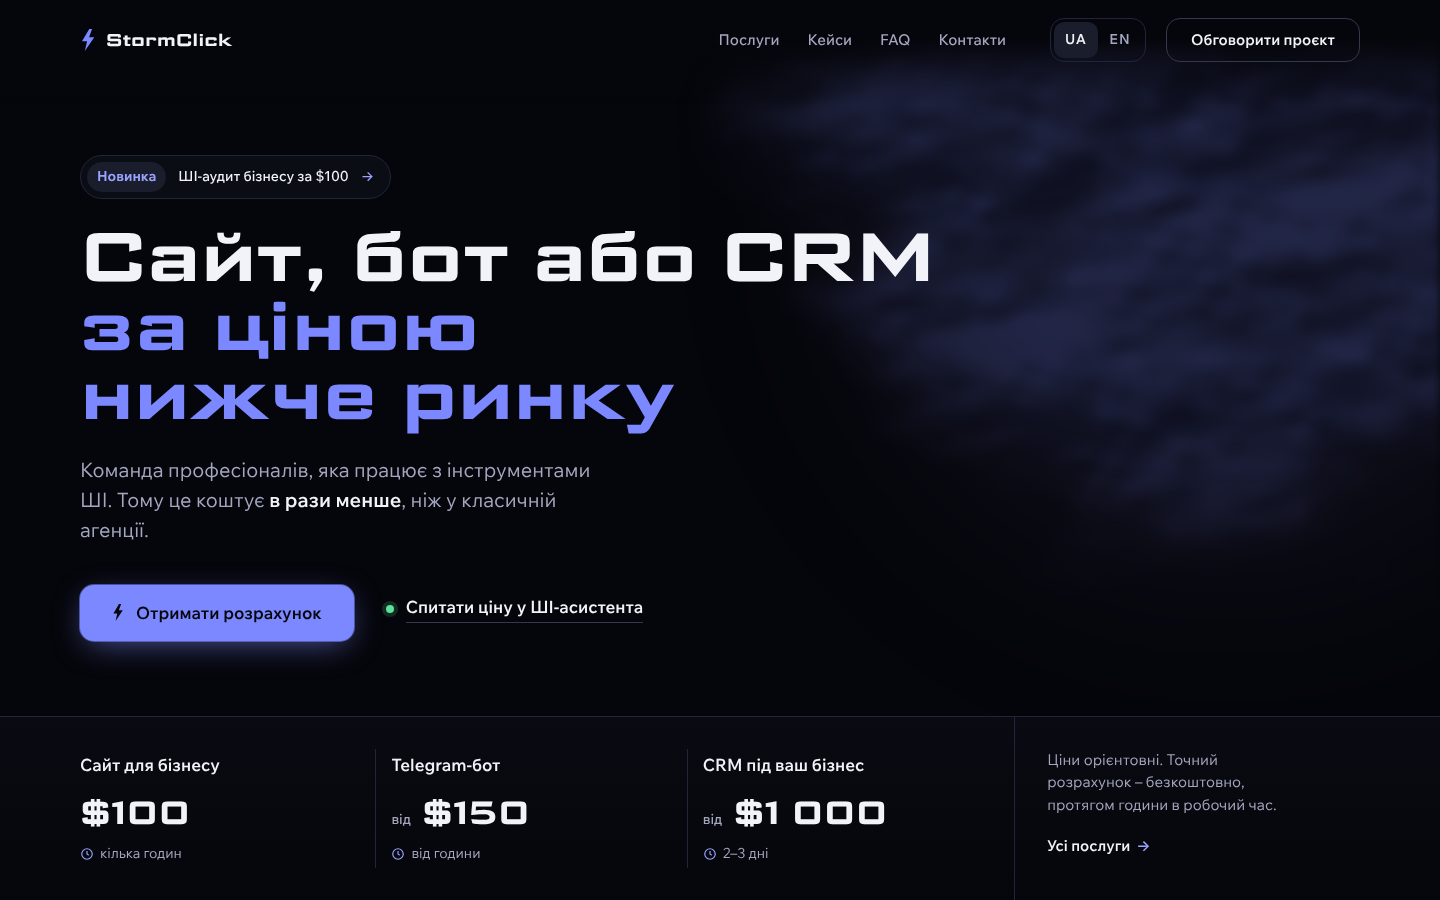 StormClick
Послуги
Кейси
FAQ
Контакти
UA
EN
Обговорити проєкт
Новинка
ШІ-аудит бізнесу за $100 →
Сайт, бот або CRM
за ціною
нижче ринку
Команда професіоналів, яка працює з інструментами
ШІ. Тому це коштує в рази менше, ніж у класичній
агенції.
Отримати розрахунок
Спитати ціну у ШІ-асистента
Сайт для бізнесу
$100
кілька годин
Telegram-бот
від $150
від години
CRM під ваш бізнес
від $1 000
2–3 дні
Ціни орієнтовні. Точний
розрахунок – безкоштовно,
протягом години в робочий час.
Усі послуги →